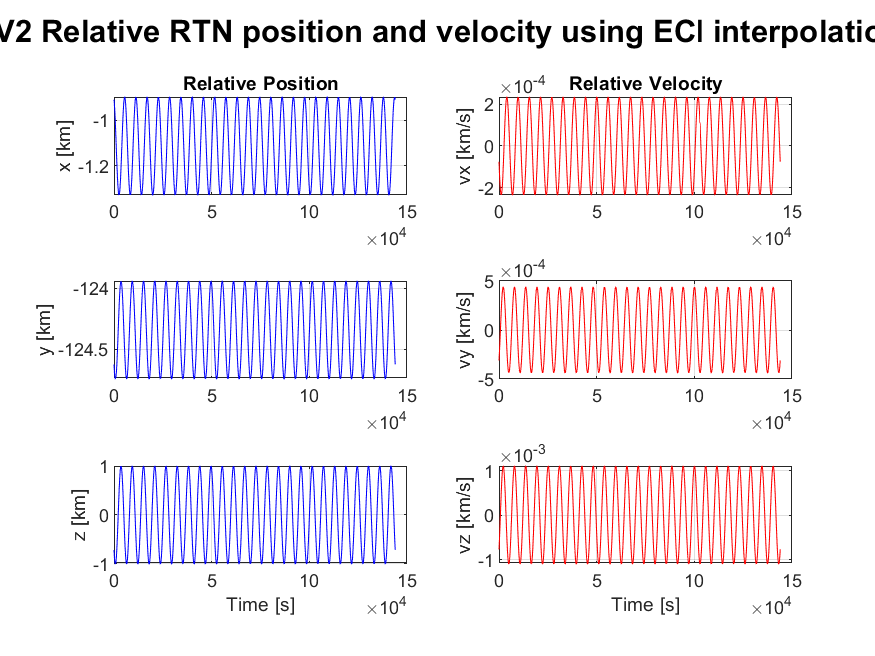 V2 Relative RTN position and velocity using ECI interpolatio
Relative Position
x [km]
-1
-1.2
0 5 10 15
×10^4
Relative Velocity
×10^-4
vx [km/s]
2
0
-2
0 5 10 15
×10^4
y [km]
-124
-124.5
0 5 10 15
×10^4
×10^-4
vy [km/s]
5
0
-5
0 5 10 15
×10^4
z [km]
1
0
-1
0 5 10 15
Time [s]
×10^4
×10^-3
vz [km/s]
1
0
-1
0 5 10 15
Time [s]
×10^4